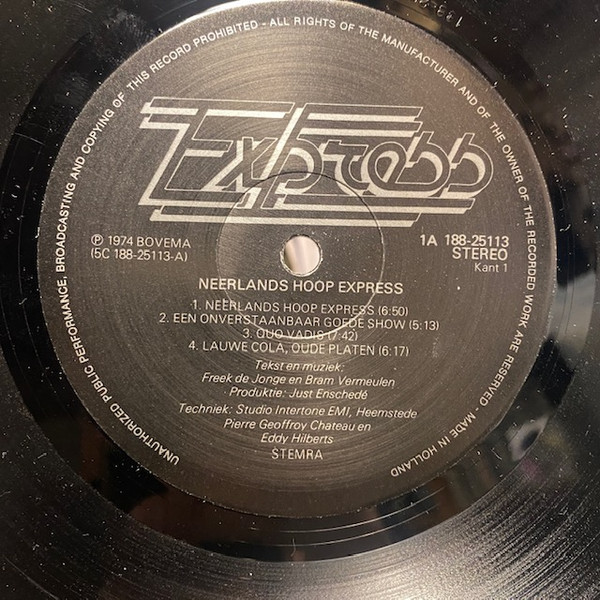 UNAUTHORIZED PUBLIC PERFORMANCE, BROADCASTING AND COPYING OF THIS RECORD PROHIBITED - ALL RIGHTS OF THE MANUFACTURER AND OF THE OWNER OF THE RECORDED WORK ARE RESERVED - MADE IN HOLLAND
Express
℗ 1974 BOVEMA
(5C 188-25113-A)
1A 188-25113
STEREO
Kant 1
NEERLANDS HOOP EXPRESS
1. NEERLANDS HOOP EXPRESS (6:50)
2. EEN ONVERSTAANBAAR GOEDE SHOW (5:13)
3. QUO VADIS (7:42)
4. LAUWE COLA, OUDE PLATEN (6:17)
Tekst en muziek:
Freek de Jonge en Bram Vermeulen
Produktie: Just Enschedé
Techniek: Studio Intertone EMI, Heemstede
Pierre Geoffroy Chateau en
Eddy Hilberts
STEMRA